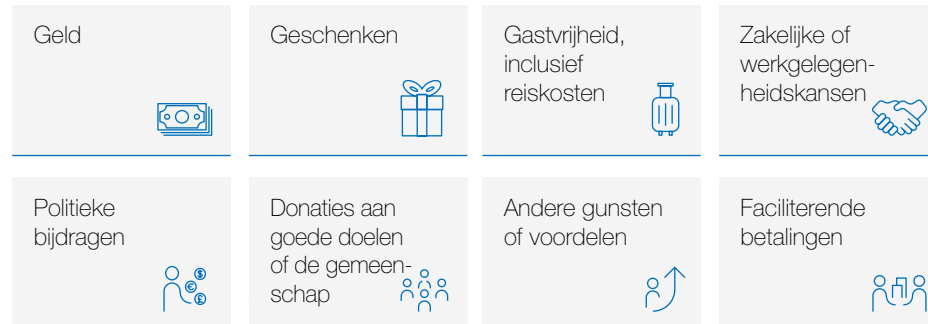 Geld
Geschenken
Gastvrijheid,
inclusief
reiskosten
Zakelijke of
werkgelegen-
heidskansen
Politieke
bijdragen
Donaties aan
goede doelen
of de gemeen-
schap
Andere gunsten
of voordelen
Faciliterende
betalingen
$
€
£